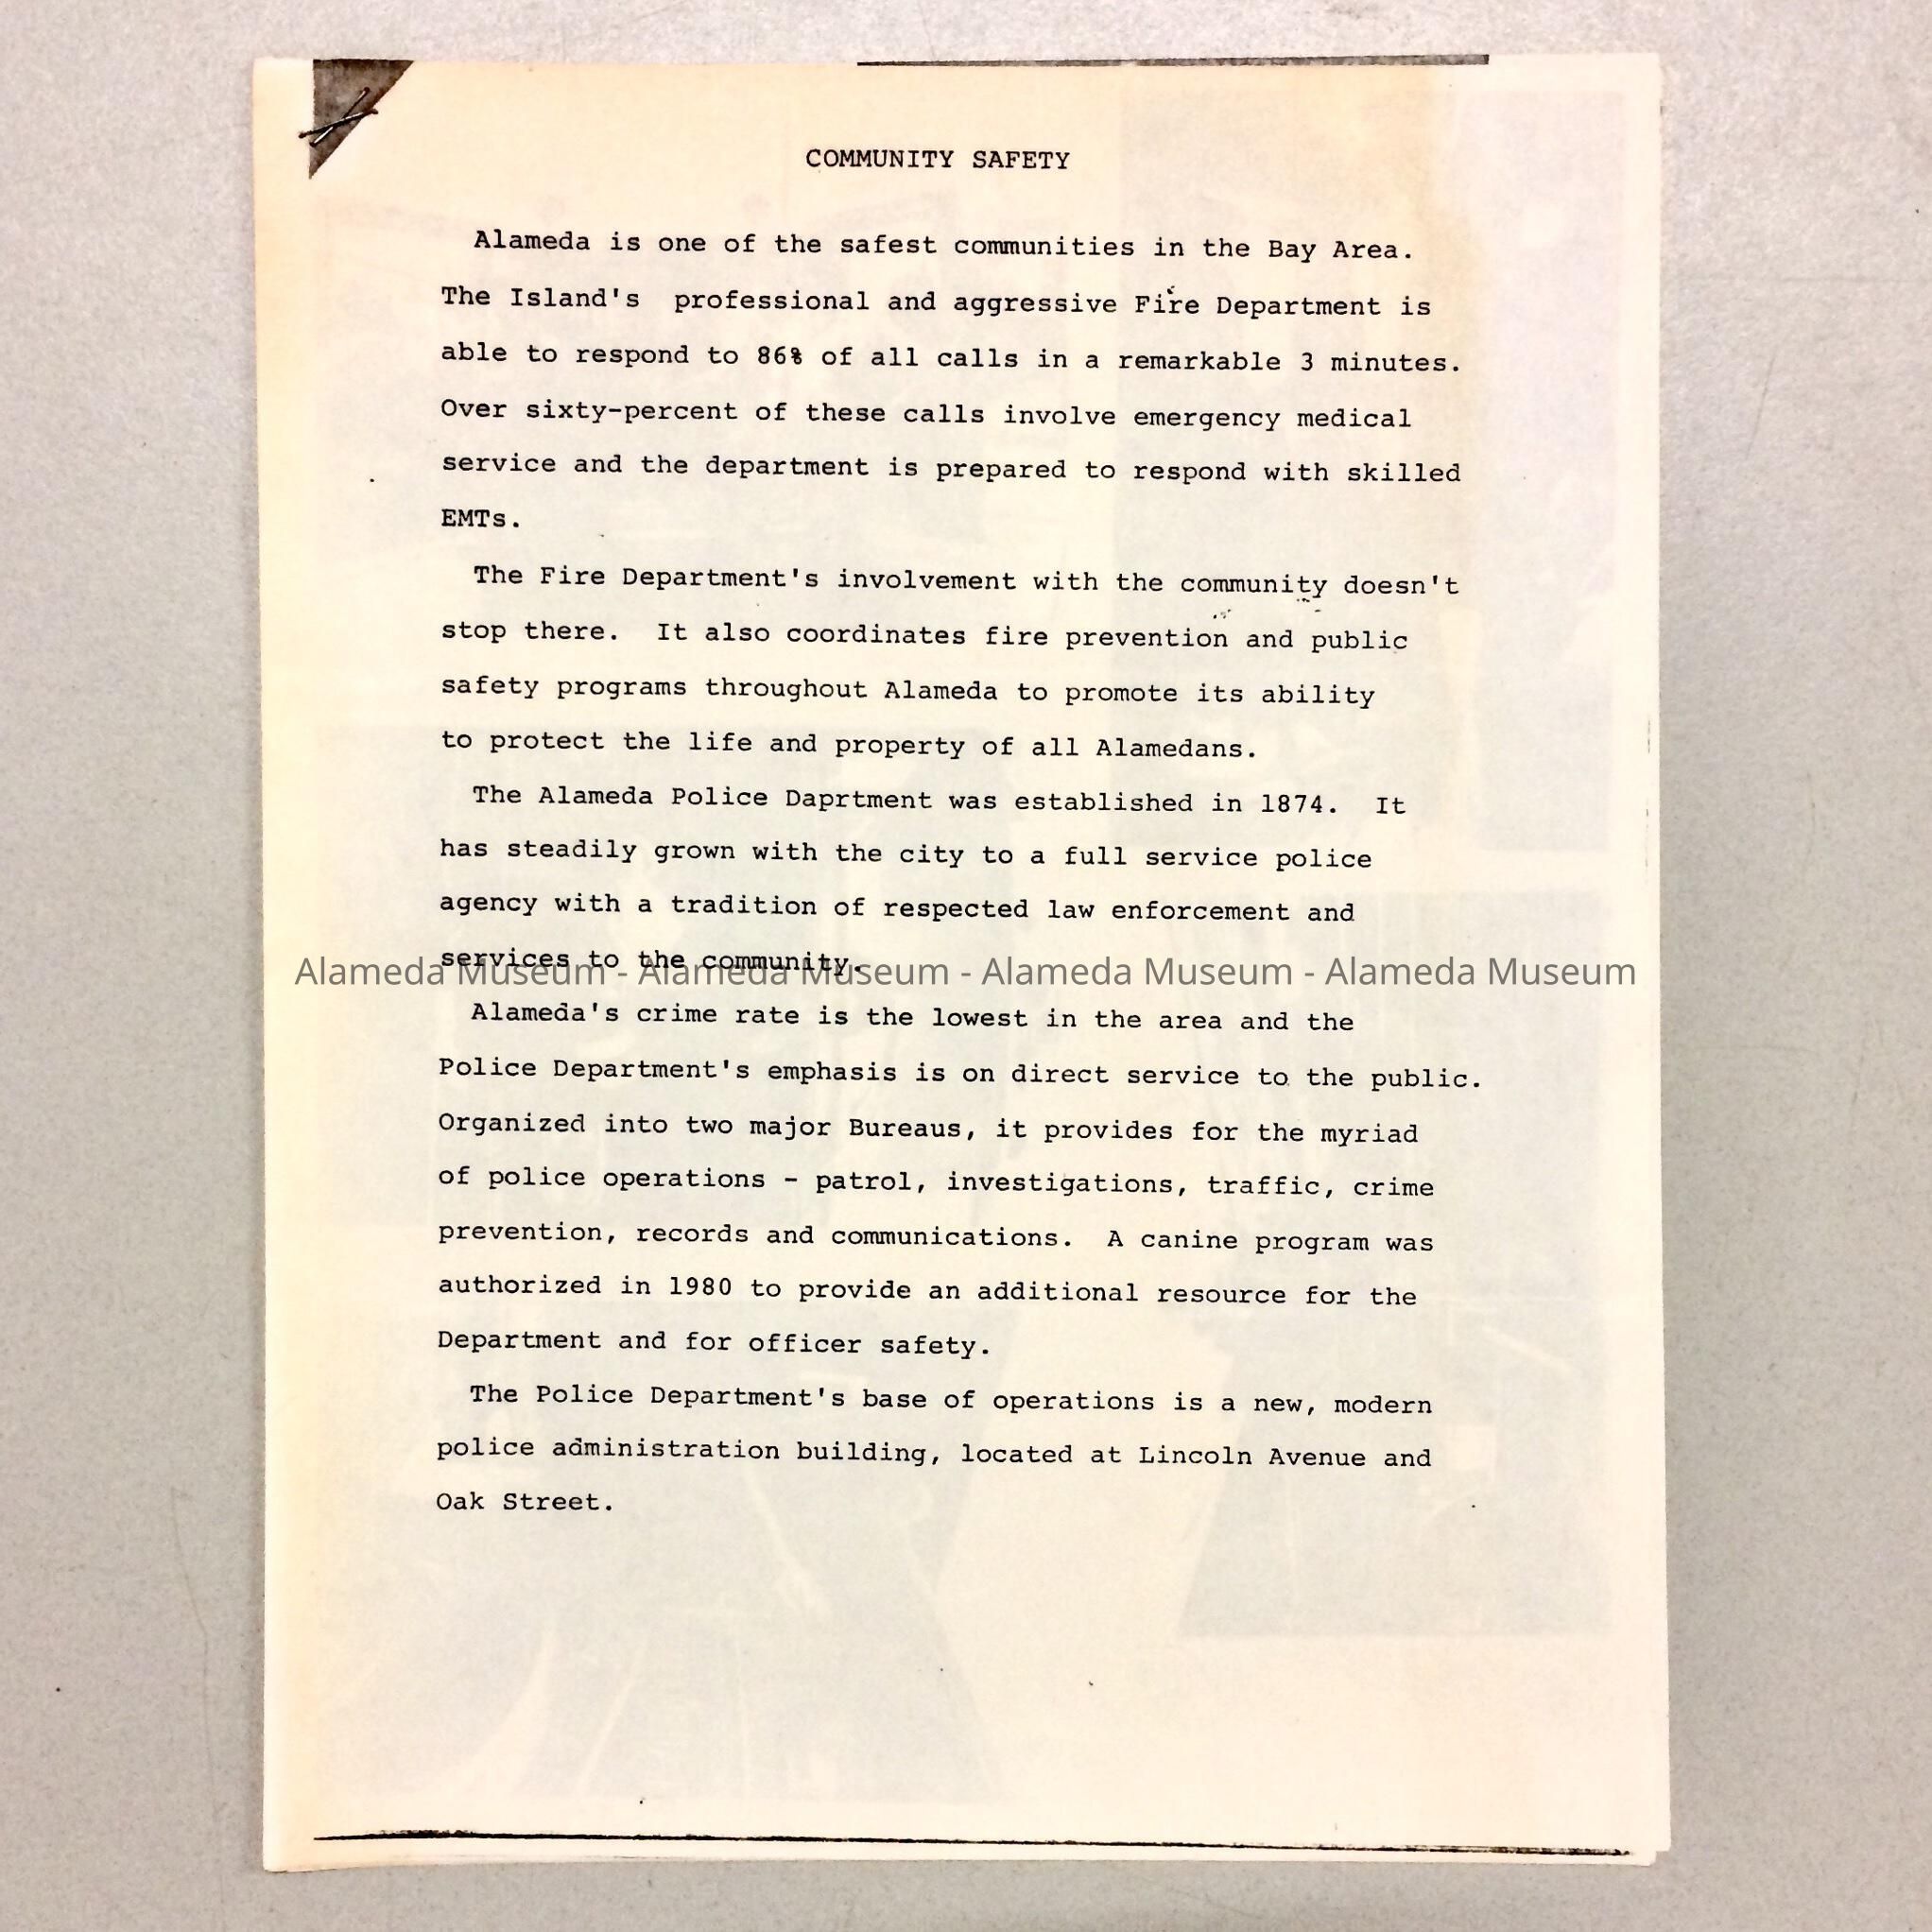 COMMUNITY SAFETY
Alameda is one of the safest communities in the Bay Area.
The Island's  professional and aggressive Fire Department is
able to respond to 86% of all calls in a remarkable 3 minutes.
Over sixty-percent of these calls involve emergency medical
service and the department is prepared to respond with skilled
EMTs.
The Fire Department's involvement with the community doesn't
stop there.  It also coordinates fire prevention and public
safety programs throughout Alameda to promote its ability
to protect the life and property of all Alamedans.
The Alameda Police Daprtment was established in 1874.  It
has steadily grown with the city to a full service police
agency with a tradition of respected law enforcement and
services to the community.
Alameda Museum - Alameda Museum - Alameda Museum - Alameda Museum
Alameda's crime rate is the lowest in the area and the
Police Department's emphasis is on direct service to the public.
Organized into two major Bureaus, it provides for the myriad
of police operations - patrol, investigations, traffic, crime
prevention, records and communications.  A canine program was
authorized in 1980 to provide an additional resource for the
Department and for officer safety.
The Police Department's base of operations is a new, modern
police administration building, located at Lincoln Avenue and
Oak Street.